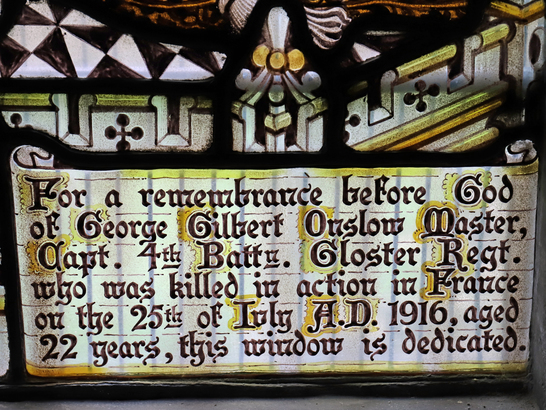 For a remembrance before God
of George Gilbert Onslow Master,
Capt. 4th Battn. Gloster Regt.
who was killed in action in France
on the 25th of July A.D. 1916, aged
22 years, this window is dedicated.